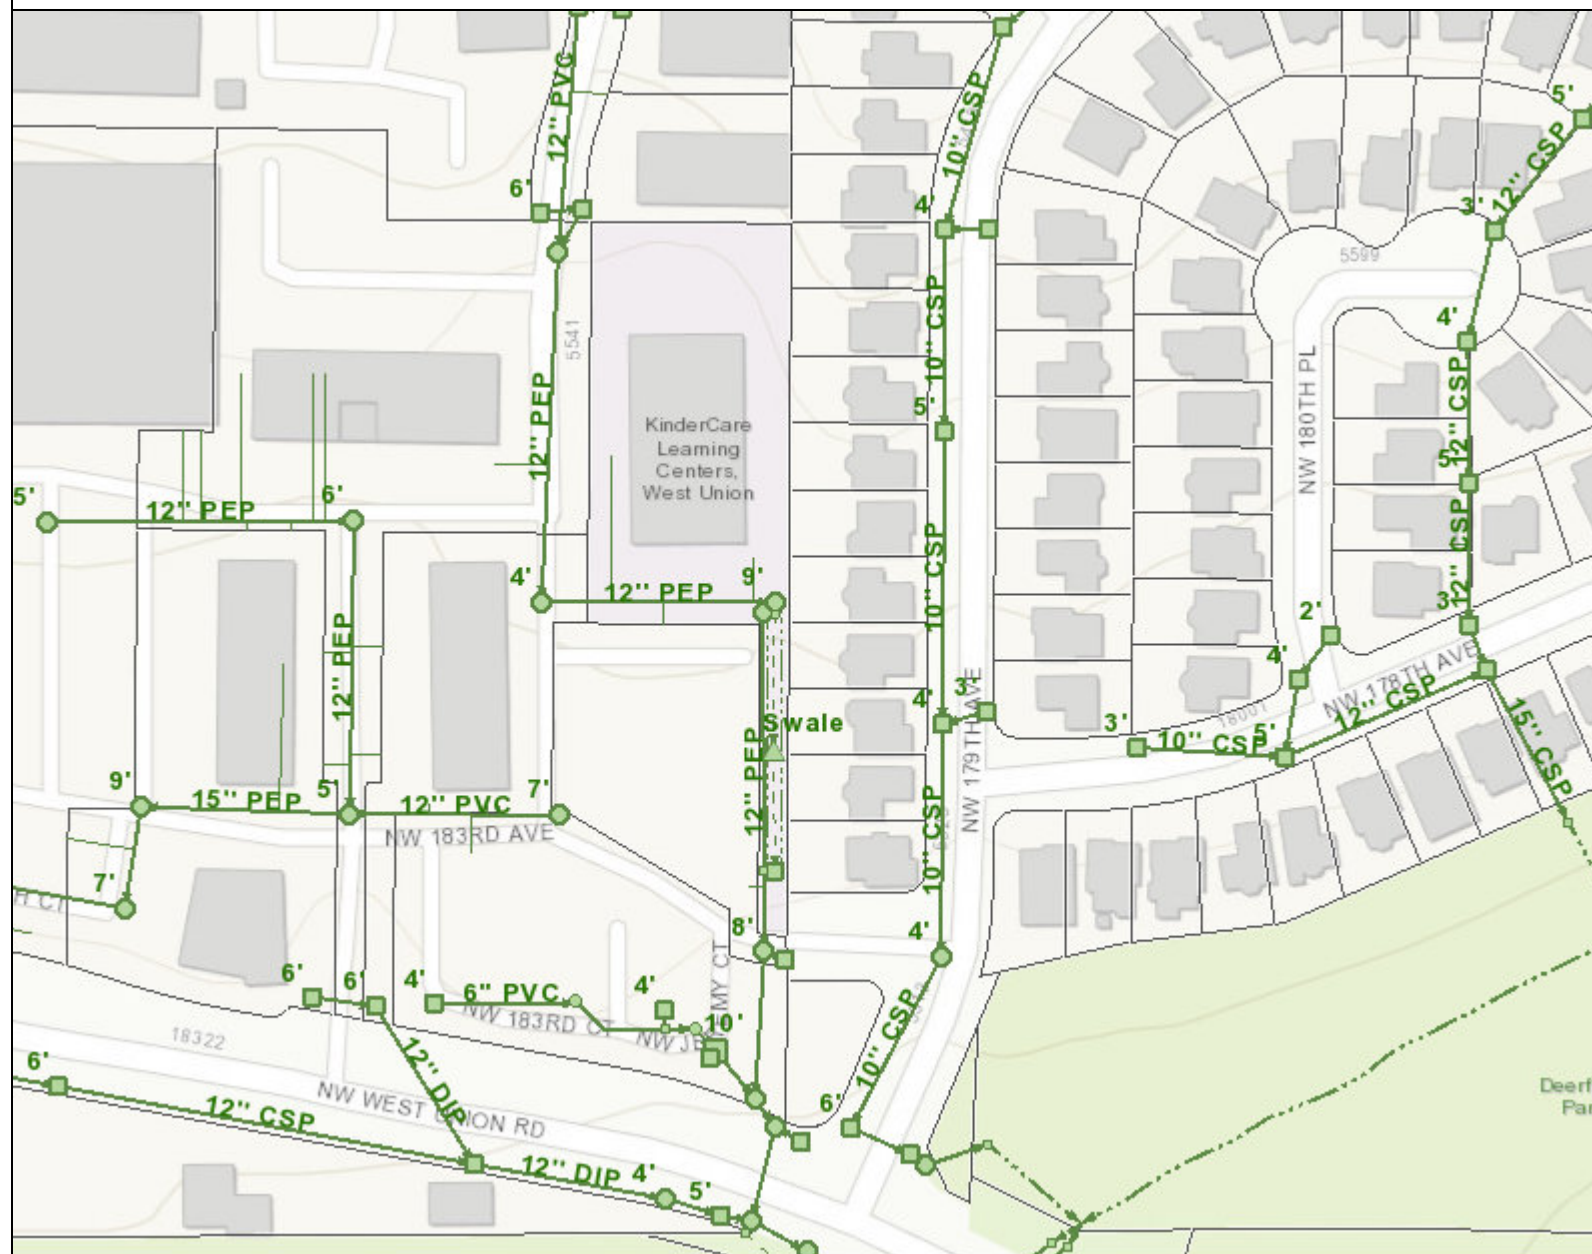 12" PVC
10" CSP
5'
12" CSP
6'
4'
3'
5599
5541
10" CSP
4'
12" PEP
12" CSP
5'
KinderCare
Learning
Centers,
West Union
NW 180TH PL
5'
12" PEP
6'
12" CSP
10" CSP
4'
12" PEP
9'
3'
2'
12" PEP
4'
3'
4'
NW 178TH AVE
Swale
3'
10" CSP
5'
18001
12" CSP
15" CSP
NW 179TH AVE
12" PEP
9'
15" PEP
5'
12" PVC
7'
NW 183RD AVE
10" CSP
7'
H CT
8'
4'
6'
6'
4'
6" PVC
4'
NW 183RD CT
10'
10" CSP
18322
12" DIP
6'
NW WEST UNION RD
12" CSP
6'
12" DIP
4'
5'